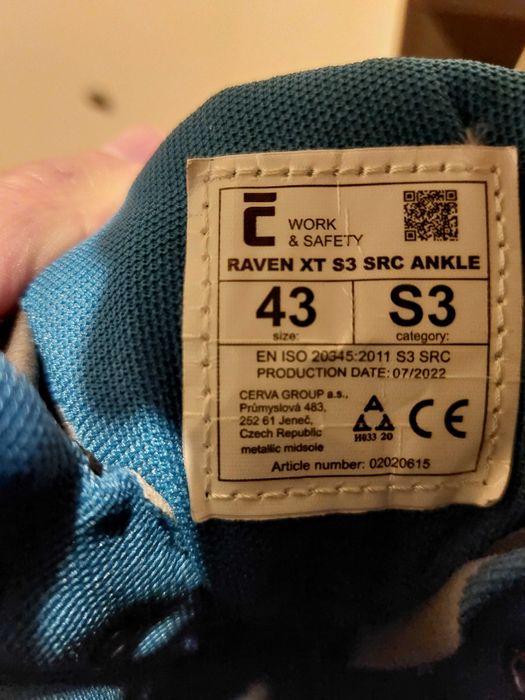 C̄ WORK
& SAFETY
RAVEN XT S3 SRC ANKLE
43
size:
S3
category:
EN ISO 20345:2011 S3 SRC
PRODUCTION DATE: 07/2022
CERVA GROUP a.s.,
Průmyslová 483,
252 61 Jeneč,
Czech Republic
metallic midsole
A
H033 20
CE
Article number: 02020615